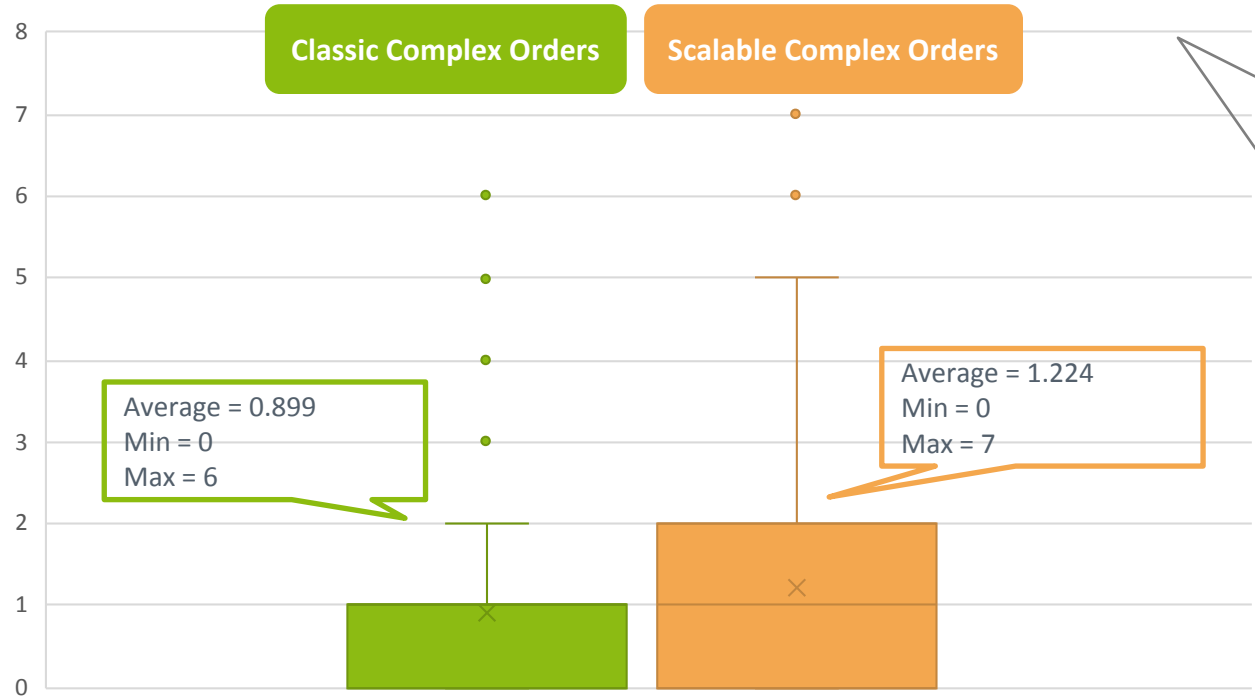 Classic Complex Orders
Scalable Complex Orders
8
7
6
5
4
3
2
1
0
Average = 0.899
Min = 0
Max = 6
Average = 1.224
Min = 0
Max = 7